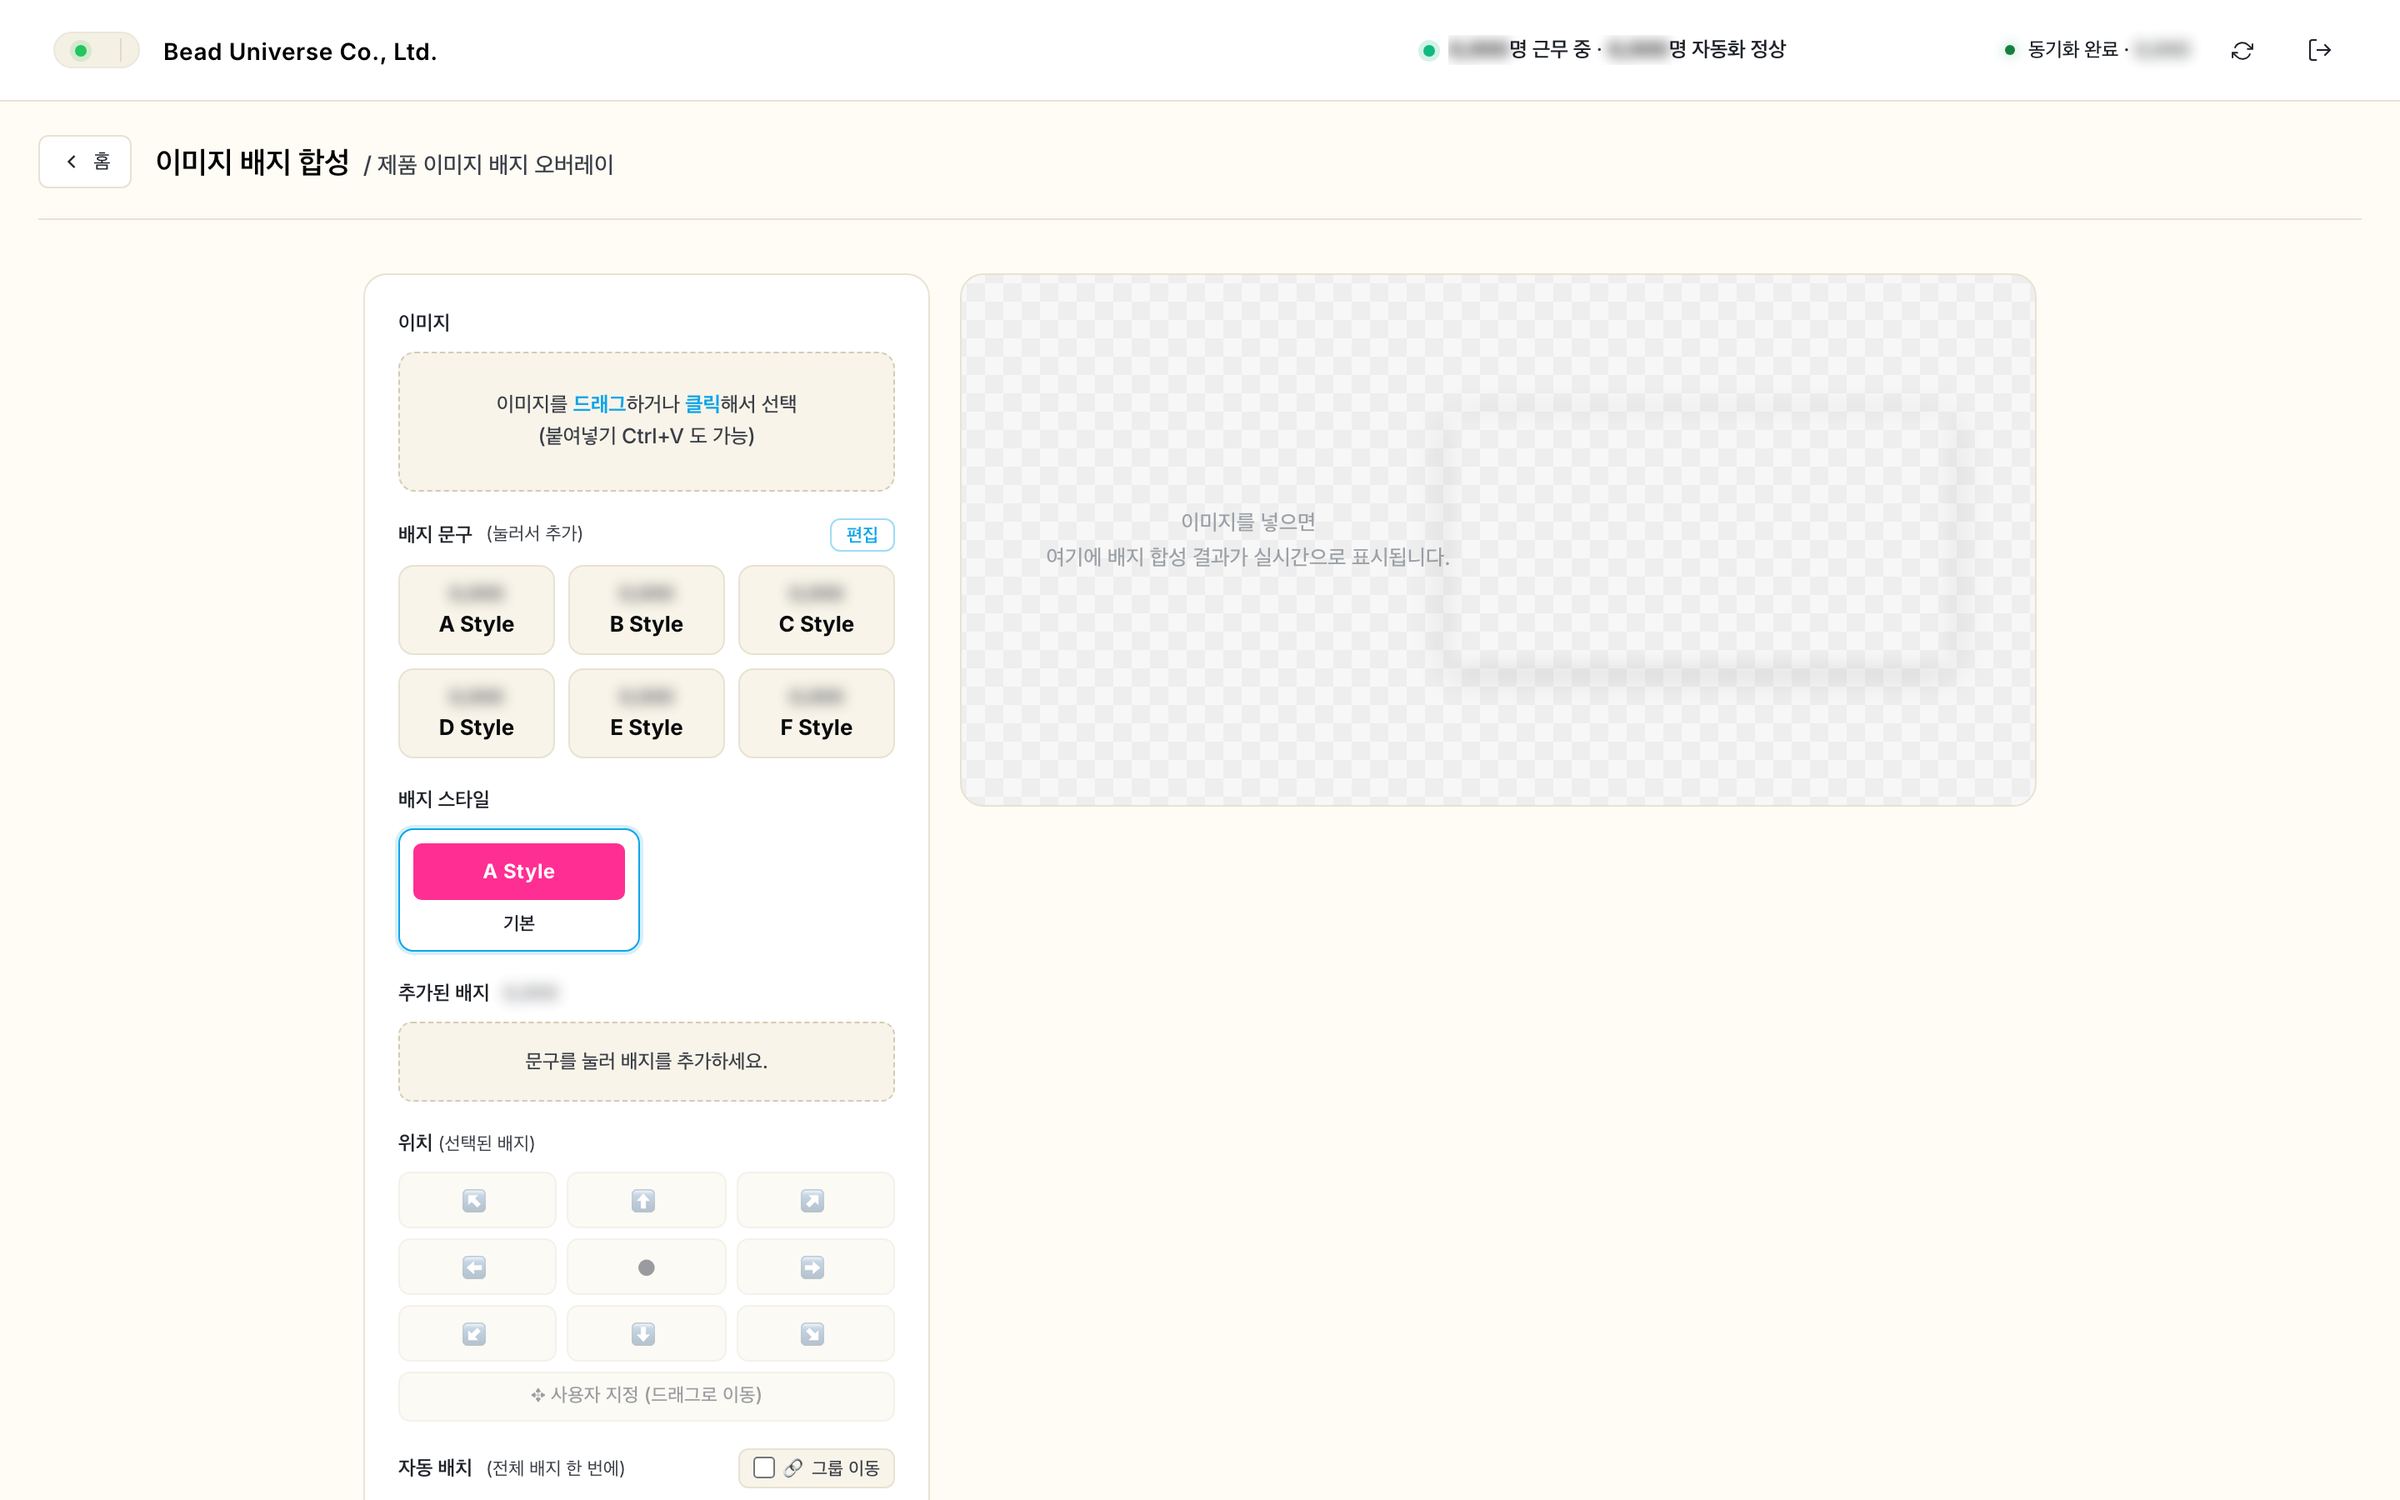 Bead Universe Co., Ltd.
명 근무 중 · 명 자동화 정상
동기화 완료 ·
홈
이미지 배지 합성 / 제품 이미지 배지 오버레이
이미지
이미지를 드래그하거나 클릭해서 선택
(붙여넣기 Ctrl+V 도 가능)
배지 문구 (눌러서 추가)
편집
A Style
B Style
C Style
D Style
E Style
F Style
배지 스타일
A Style
기본
추가된 배지
문구를 눌러 배지를 추가하세요.
위치 (선택된 배지)
사용자 지정 (드래그로 이동)
자동 배치 (전체 배지 한 번에)
그룹 이동
이미지를 넣으면
여기에 배지 합성 결과가 실시간으로 표시됩니다.